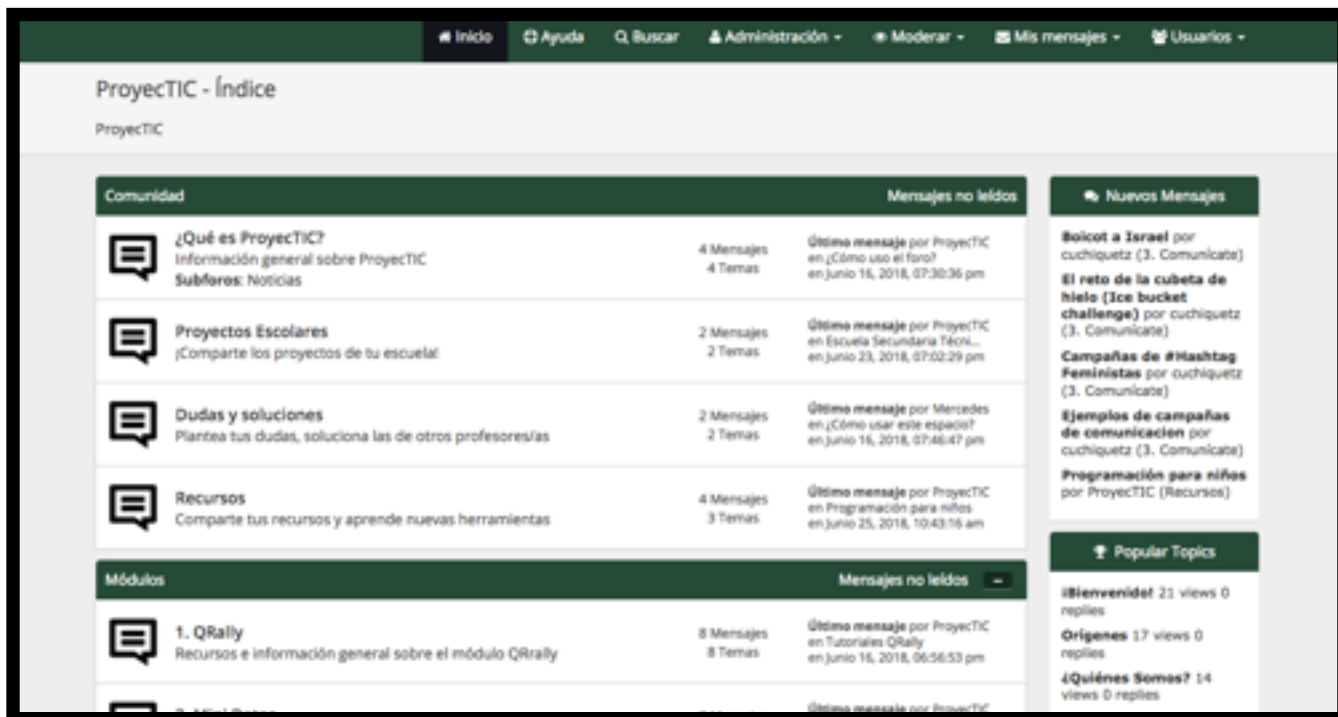 Inicio Ayuda Buscar Administración Moderar Mis mensajes Usuarios
ProyecTIC - Índice
ProyecTIC
Comunidad Mensajes no leídos
¿Qué es ProyecTIC?
Información general sobre ProyecTIC
Subforos: Noticias
4 Mensajes
4 Temas
Último mensaje por ProyecTIC
en ¿Cómo uso el foro?
en Junio 16, 2018, 07:30:36 pm
Proyectos Escolares
¡Comparte los proyectos de tu escuela!
2 Mensajes
2 Temas
Último mensaje por ProyecTIC
en Escuela Secundaria Técni...
en Junio 23, 2018, 07:02:29 pm
Dudas y soluciones
Plantea tus dudas, soluciona las de otros profesores/as
2 Mensajes
2 Temas
Último mensaje por Mercedes
en ¿Cómo usar este espacio?
en Junio 16, 2018, 07:46:47 pm
Recursos
Comparte tus recursos y aprende nuevas herramientas
4 Mensajes
3 Temas
Último mensaje por ProyecTIC
en Programación para niños
en Junio 25, 2018, 10:43:16 am
Módulos Mensajes no leídos
1. QRally
Recursos e información general sobre el módulo QRrally
8 Mensajes
8 Temas
Último mensaje por ProyecTIC
en Tutoriales QRally
en Junio 16, 2018, 06:56:53 pm
Último mensaje por ProyecTIC
Nuevos Mensajes
Boicot a Israel por
cuchiquetz (3. Comunícate)
El reto de la cubeta de
hielo (Ice bucket
challenge) por cuchiquetz
(3. Comunícate)
Campañas de #Hashtag
Feministas por cuchiquetz
(3. Comunícate)
Ejemplos de campañas
de comunicacion por
cuchiquetz (3. Comunícate)
Programación para niños
por ProyecTIC (Recursos)
Popular Topics
¡Bienvenido! 21 views 0
replies
Orígenes 17 views 0
replies
¿Quiénes Somos? 14
views 0 replies